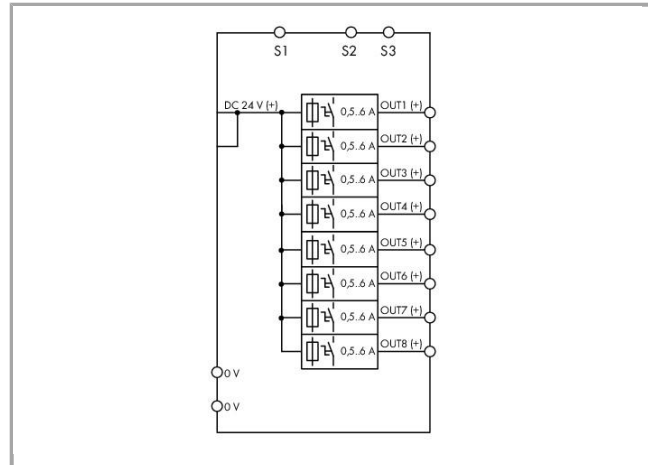 S1 S2 S3
DC 24 V (+)
0,5..6 A OUT1 (+)
0,5..6 A OUT2 (+)
0,5..6 A OUT3 (+)
0,5..6 A OUT4 (+)
0,5..6 A OUT5 (+)
0,5..6 A OUT6 (+)
0,5..6 A OUT7 (+)
0,5..6 A OUT8 (+)
0 V
0 V